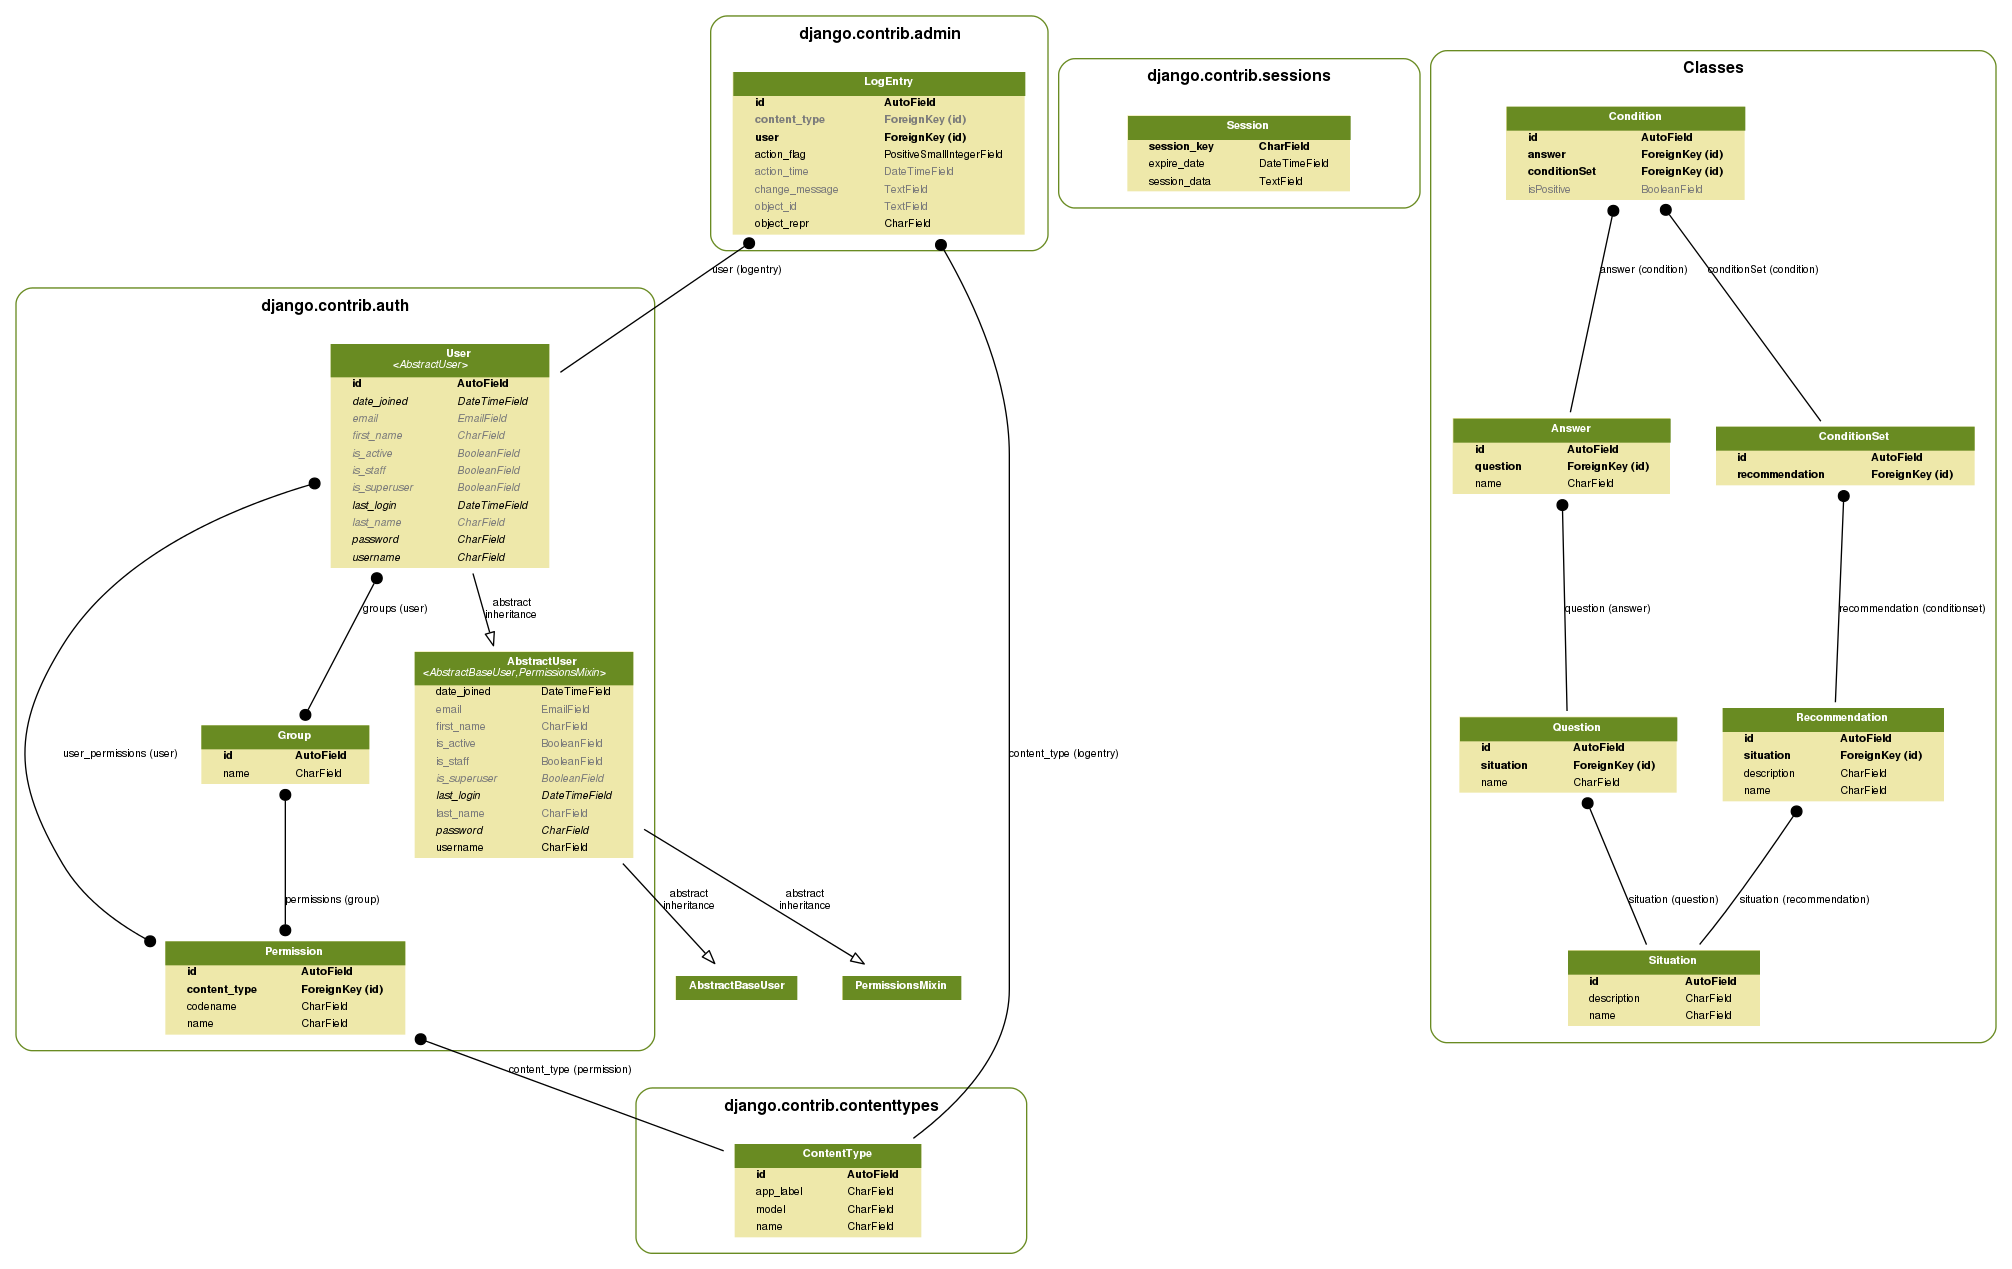 django.contrib.admin
LogEntry
id AutoField
content_type ForeignKey (id)
user ForeignKey (id)
action_flag PositiveSmallIntegerField
action_time DateTimeField
change_message TextField
object_id TextField
object_repr CharField
django.contrib.sessions
Session
session_key CharField
expire_date DateTimeField
session_data TextField
Classes
Condition
id AutoField
answer ForeignKey (id)
conditionSet ForeignKey (id)
isPositive BooleanField
user (logentry)
answer (condition)
conditionSet (condition)
django.contrib.auth
User
<AbstractUser>
id AutoField
date_joined DateTimeField
email EmailField
first_name CharField
is_active BooleanField
is_staff BooleanField
is_superuser BooleanField
last_login DateTimeField
last_name CharField
password CharField
username CharField
Answer
id AutoField
question ForeignKey (id)
name CharField
ConditionSet
id AutoField
recommendation ForeignKey (id)
groups (user)
abstract
inheritance
question (answer)
recommendation (conditionset)
AbstractUser
<AbstractBaseUser,PermissionsMixin>
date_joined DateTimeField
email EmailField
first_name CharField
is_active BooleanField
is_staff BooleanField
is_superuser BooleanField
last_login DateTimeField
last_name CharField
password CharField
username CharField
user_permissions (user)
Group
id AutoField
name CharField
content_type (logentry)
Question
id AutoField
situation ForeignKey (id)
name CharField
Recommendation
id AutoField
situation ForeignKey (id)
description CharField
name CharField
permissions (group)
abstract
inheritance
abstract
inheritance
situation (question)
situation (recommendation)
Permission
id AutoField
content_type ForeignKey (id)
codename CharField
name CharField
AbstractBaseUser
PermissionsMixin
Situation
id AutoField
description CharField
name CharField
content_type (permission)
django.contrib.contenttypes
ContentType
id AutoField
app_label CharField
model CharField
name CharField